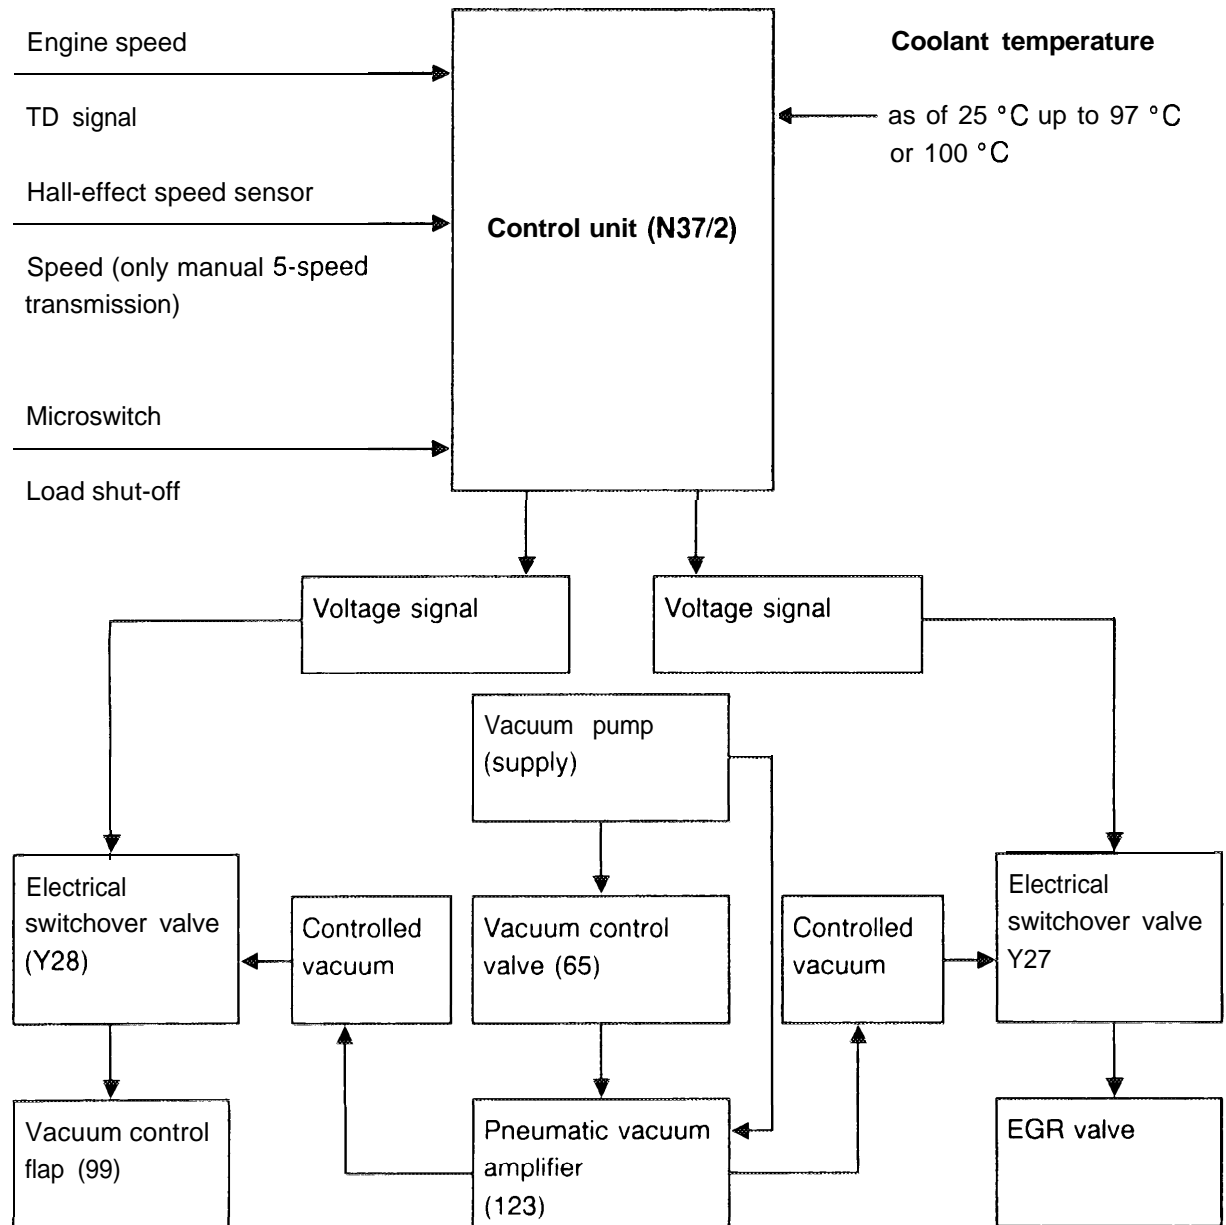 Engine speed
TD signal
Hall-effect speed sensor
Speed (only manual 5-speed
transmission)
Microswitch
Load shut-off
Control unit (N37/2)
Coolant temperature
as of 25 °C up to 97 °C
or 100 °C
Voltage signal
Voltage signal
Vacuum pump
(supply)
Electrical
switchover valve
(Y28)
Controlled
vacuum
Vacuum control
valve (65)
Controlled
vacuum
Electrical
switchover valve
Y27
Vacuum control
flap (99)
Pneumatic vacuum
amplifier
(123)
EGR valve